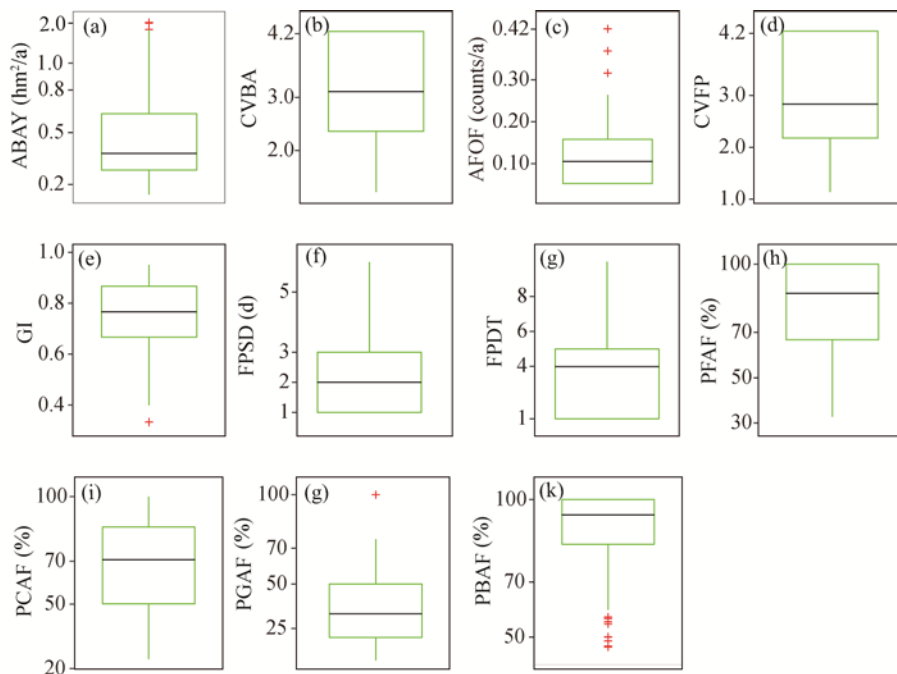 (a)
ABAY (hm²/a)
2.0
1.0
0.8
0.5
0.2
(b)
CVBA
4.2
3.0
2.0
(c)
AFOF (counts/a)
0.42
0.30
0.20
0.10
(d)
CVFP
4.2
3.0
2.0
1.0
(e)
GI
1.0
0.8
0.6
0.4
(f)
FPSD (d)
5
3
2
1
(g)
FPDT
8
6
4
1
(h)
PFAF (%)
100
70
50
30
(i)
PCAF (%)
100
70
50
20
(g)
PGAF (%)
100
70
50
25
(k)
PBAF (%)
100
70
50